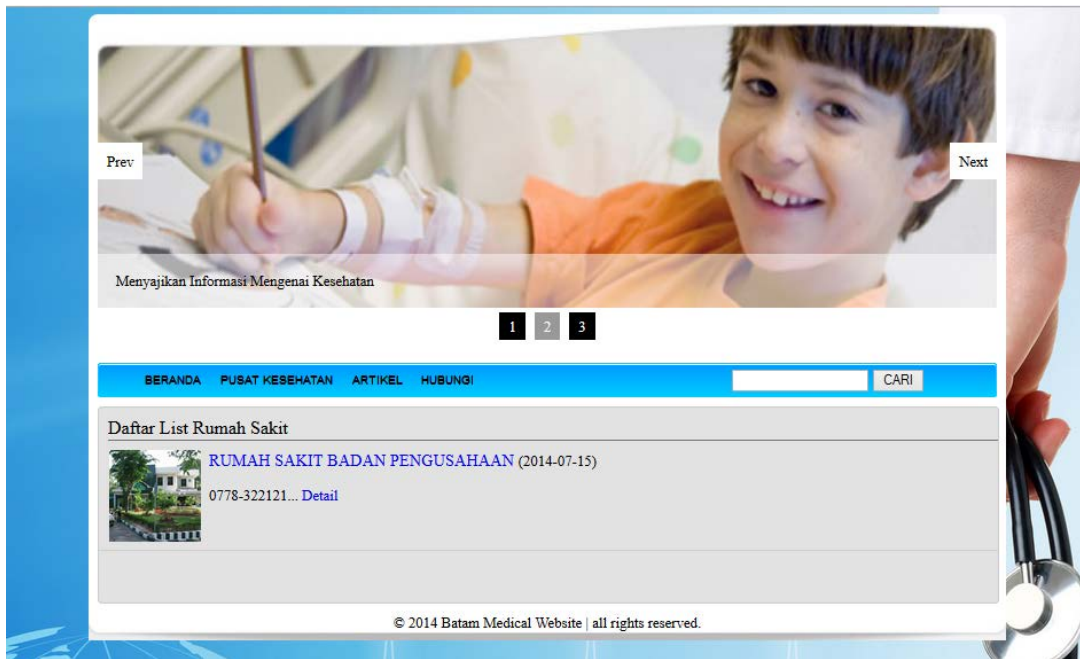 Prev
Next
Menyajikan Informasi Mengenai Kesehatan
1 2 3
BERANDA PUSAT KESEHATAN ARTIKEL HUBUNGI CARI
Daftar List Rumah Sakit
RUMAH SAKIT BADAN PENGUSAHAAN (2014-07-15)
0778-322121... Detail
© 2014 Batam Medical Website | all rights reserved.